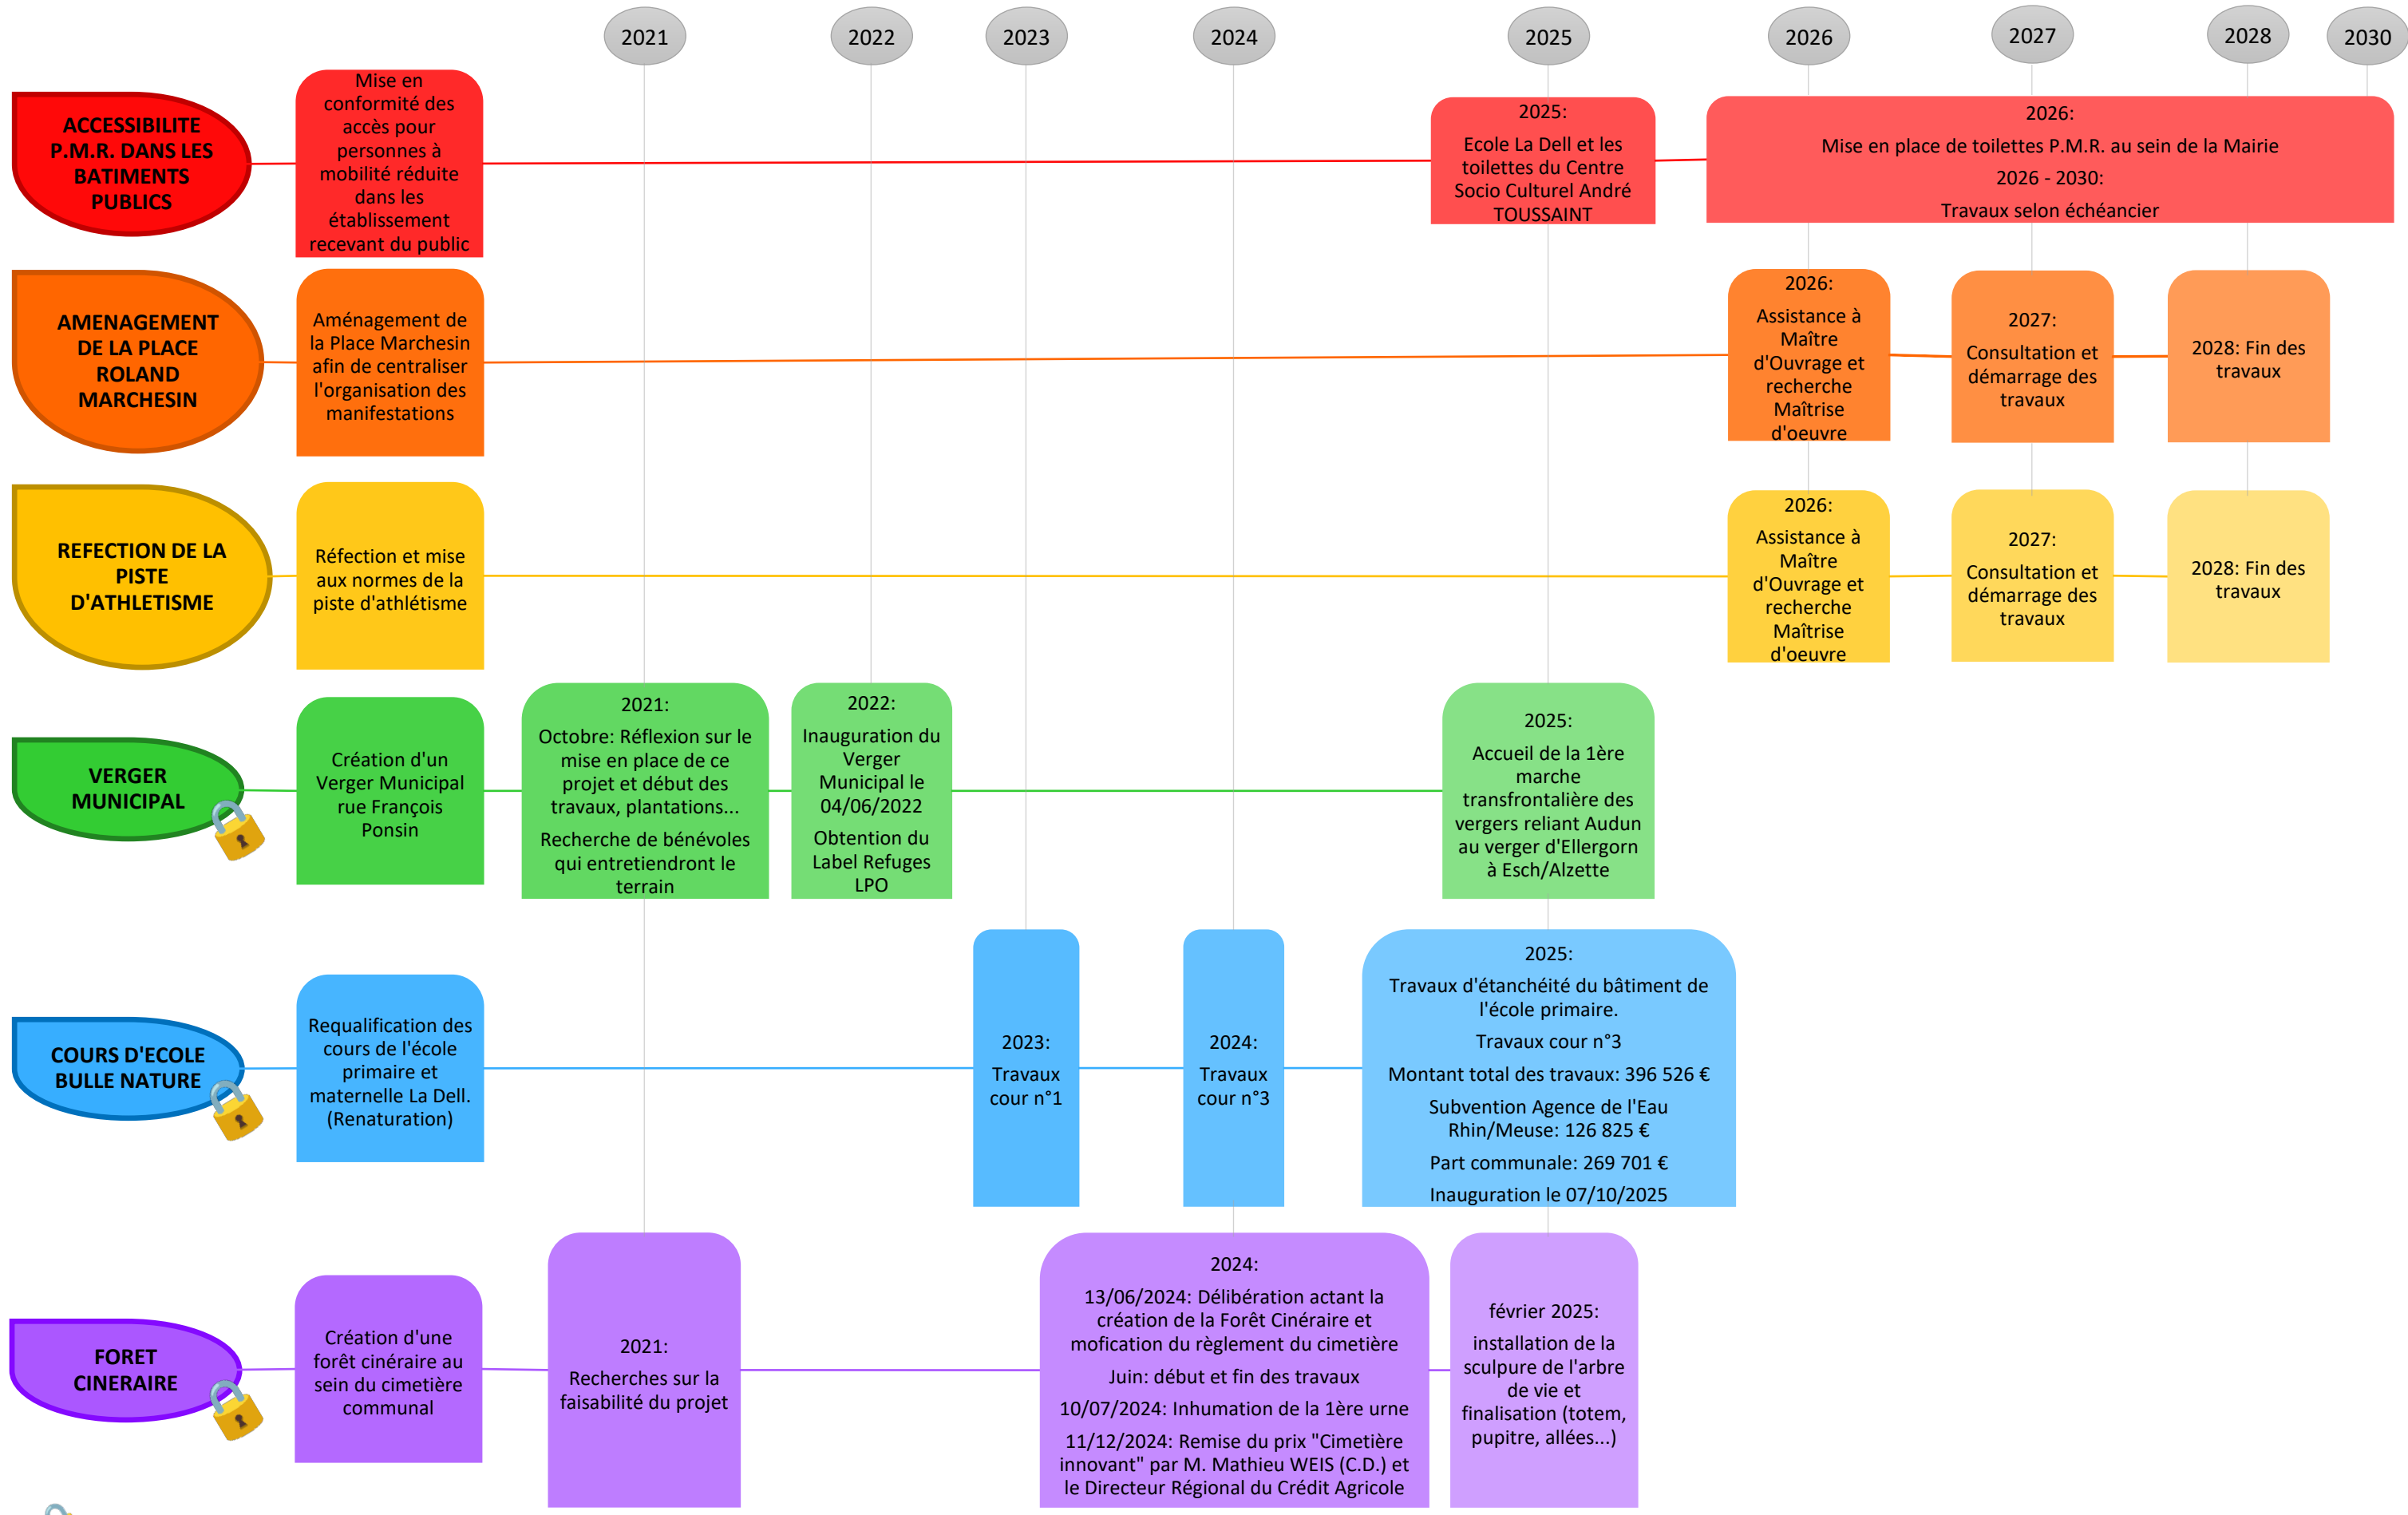 2021
2022
2023
2024
2025
2026
2027
2028
2030
ACCESSIBILITE
P.M.R. DANS LES
BATIMENTS
PUBLICS
Mise en
conformité des
accès pour
personnes à
mobilité réduite
dans les
établissement
recevant du public
2025:
Ecole La Dell et les
toilettes du Centre
Socio Culturel André
TOUSSAINT
2026:
Mise en place de toilettes P.M.R. au sein de la Mairie
2026 - 2030:
Travaux selon échéancier
AMENAGEMENT
DE LA PLACE
ROLAND
MARCHESIN
Aménagement de
la Place Marchesin
afin de centraliser
l'organisation des
manifestations
2026:
Assistance à
Maître
d'Ouvrage et
recherche
Maîtrise
d'oeuvre
2027:
Consultation et
démarrage des
travaux
2028: Fin des
travaux
REFECTION DE LA
PISTE
D'ATHLETISME
Réfection et mise
aux normes de la
piste d'athlétisme
2026:
Assistance à
Maître
d'Ouvrage et
recherche
Maîtrise
d'oeuvre
2027:
Consultation et
démarrage des
travaux
2028: Fin des
travaux
VERGER
MUNICIPAL
Création d'un
Verger Municipal
rue François
Ponsin
2021:
Octobre: Réflexion sur le
mise en place de ce
projet et début des
travaux, plantations...
Recherche de bénévoles
qui entretiendront le
terrain
2022:
Inauguration du
Verger
Municipal le
04/06/2022
Obtention du
Label Refuges
LPO
2025:
Accueil de la 1ère
marche
transfrontalière des
vergers reliant Audun
au verger d'Ellergorn
à Esch/Alzette
COURS D'ECOLE
BULLE NATURE
Requalification des
cours de l'école
primaire et
maternelle La Dell.
(Renaturation)
2023:
Travaux
cour n°1
2024:
Travaux
cour n°3
2025:
Travaux d'étanchéité du bâtiment de
l'école primaire.
Travaux cour n°3
Montant total des travaux: 396 526 €
Subvention Agence de l'Eau
Rhin/Meuse: 126 825 €
Part communale: 269 701 €
Inauguration le 07/10/2025
FORET
CINERAIRE
Création d'une
forêt cinéraire au
sein du cimetière
communal
2021:
Recherches sur la
faisabilité du projet
2024:
13/06/2024: Délibération actant la
création de la Forêt Cinéraire et
mofication du règlement du cimetière
Juin: début et fin des travaux
10/07/2024: Inhumation de la 1ère urne
11/12/2024: Remise du prix "Cimetière
innovant" par M. Mathieu WEIS (C.D.) et
le Directeur Régional du Crédit Agricole
février 2025:
installation de la
sculpure de l'arbre
de vie et
finalisation (totem,
pupitre, allées...)